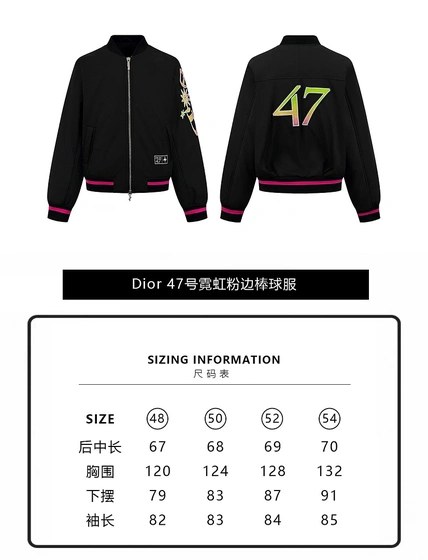 47
47
Dior 47号霓虹粉边棒球服
SIZING INFORMATION
尺码表
SIZE 48 50 52 54
后中长 67 68 69 70
胸围 120 124 128 132
下摆 79 83 87 91
袖长 82 83 84 85